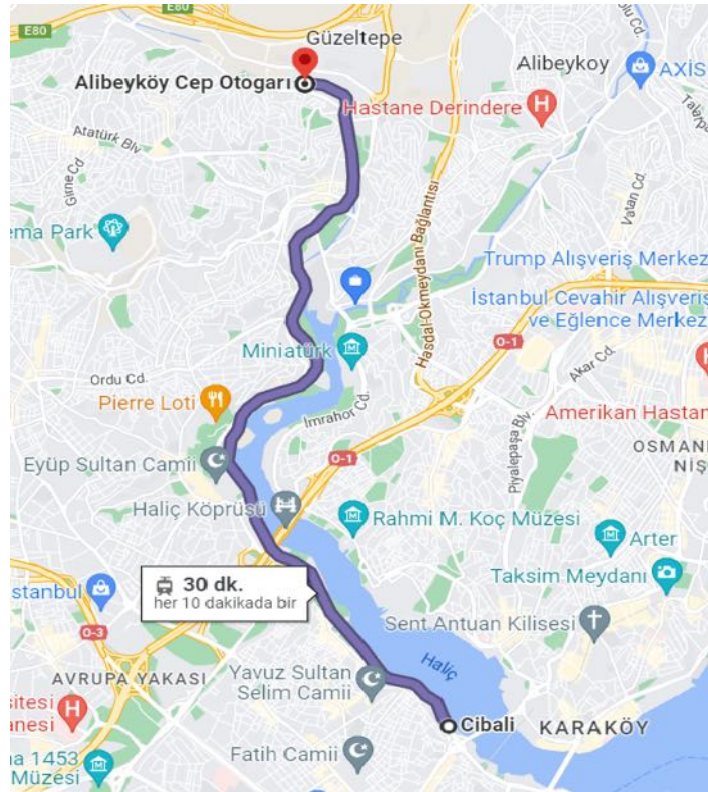 E80
E80
Güzeltepe
Alibeyköy Cep Otogarı
Alibeykoy
AXİS
Hastane Derindere
Atatürk Blv
Girne Cd.
Vatan Cd.
ema Park
Hasdal-Okmeydanı Bağlantısı
Trump Alışveriş Merkez
İstanbul Cevahir Alışveriş
ve Eğlence Merkez
O-1
Miniatürk
Akar Cd.
Ordu Cd.
Pierre Loti
İmrahor Cd.
Piyalepaşa Blv.
Amerikan Hastan
OSMAN
NİŞ
Eyüp Sultan Camii
O-1
Haliç Köprüsü
Rahmi M. Koç Müzesi
Arter
Taksim Meydanı
30 dk.
her 10 dakikada bir
stanbul
O-3
Sent Antuan Kilisesi
Haliç
AVRUPA YAKASI
Yavuz Sultan
Selim Camii
sitesi
anesi
Cibali
KARAKÖY
Fatih Camii
a 1453
Müzesi